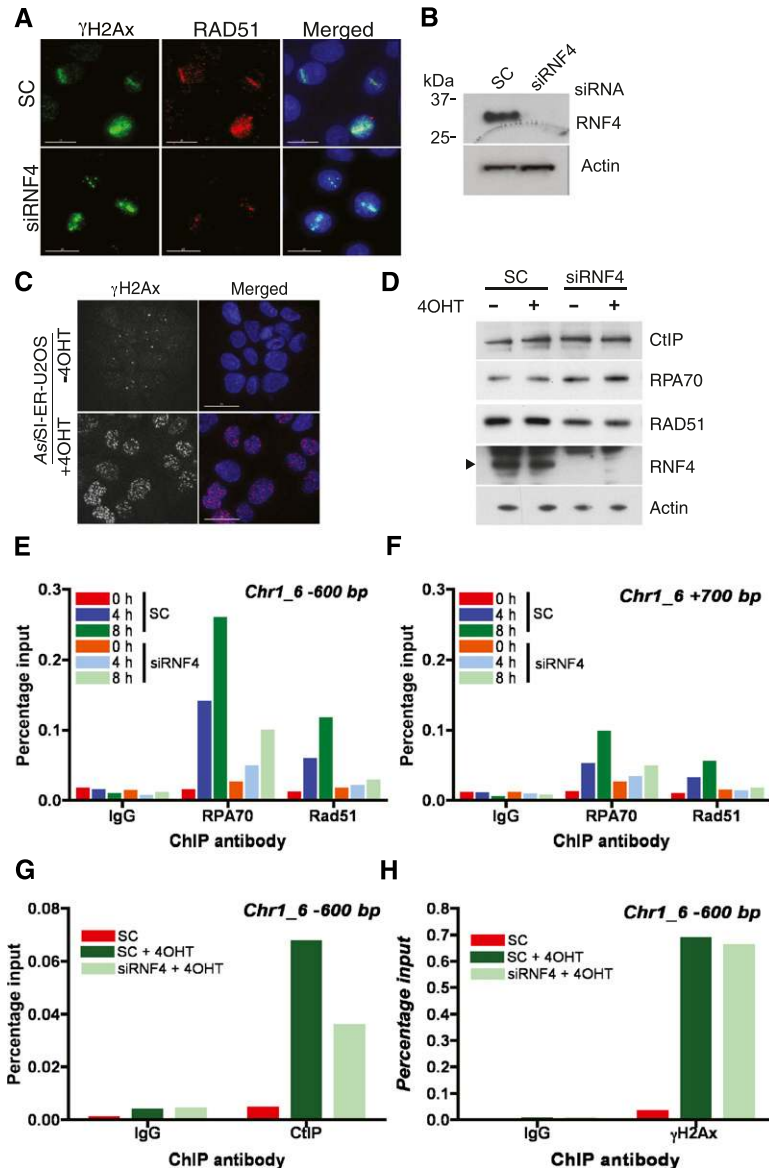 A
γH2Ax RAD51 Merged
SC
siRNF4
B
SC siRNF4
kDa
siRNA
37-
RNF4
25-
Actin
C
γH2Ax Merged
AsiSI-ER-U2OS
-4OHT
+4OHT
D
SC siRNF4
4OHT − + − +
CtIP
RPA70
RAD51
RNF4
Actin
E
Chr1_6 -600 bp
Percentage input
0.3
0.2
0.1
0.0
0 h
4 h
8 h
SC
0 h
4 h
8 h
siRNF4
IgG RPA70 Rad51
ChIP antibody
F
Chr1_6 +700 bp
Percentage input
0.3
0.2
0.1
0.0
0 h
4 h
8 h
SC
0 h
4 h
8 h
siRNF4
IgG RPA70 Rad51
ChIP antibody
G
Chr1_6 -600 bp
Percentage input
0.08
0.06
0.04
0.02
0.00
SC
SC + 4OHT
siRNF4 + 4OHT
IgG CtIP
ChIP antibody
H
Chr1_6 -600 bp
Percentage input
0.8
0.7
0.6
0.5
0.4
0.3
0.2
0.1
0.0
SC
SC + 4OHT
siRNF4 + 4OHT
IgG γH2Ax
ChIP antibody